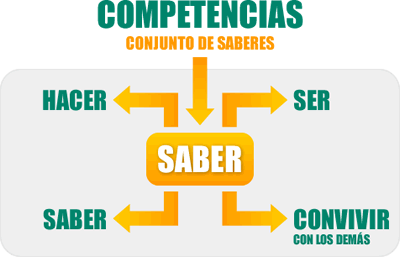 COMPETENCIAS
CONJUNTO DE SABERES
HACER
SER
SABER
SABER
CONVIVIR
CON LOS DEMÁS